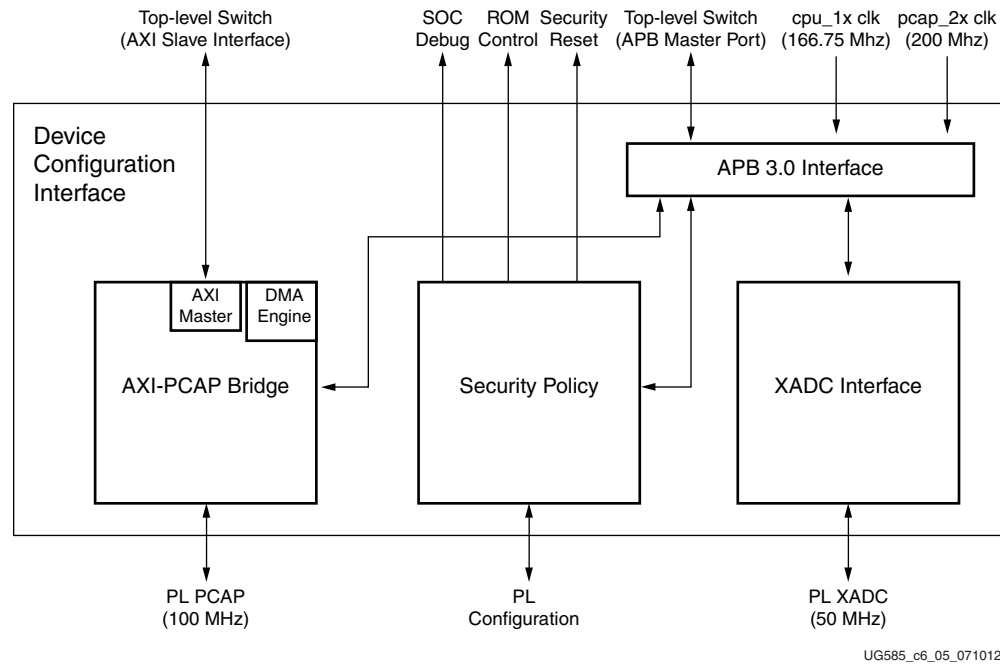 Top-level Switch
(AXI Slave Interface)
SOC
Debug
ROM
Control
Security
Reset
Top-level Switch
(APB Master Port)
cpu_1x clk
(166.75 Mhz)
pcap_2x clk
(200 Mhz)
Device
Configuration
Interface
APB 3.0 Interface
AXI
Master
DMA
Engine
AXI-PCAP Bridge
Security Policy
XADC Interface
PL PCAP
(100 MHz)
PL
Configuration
PL XADC
(50 MHz)
UG585_c6_05_071012